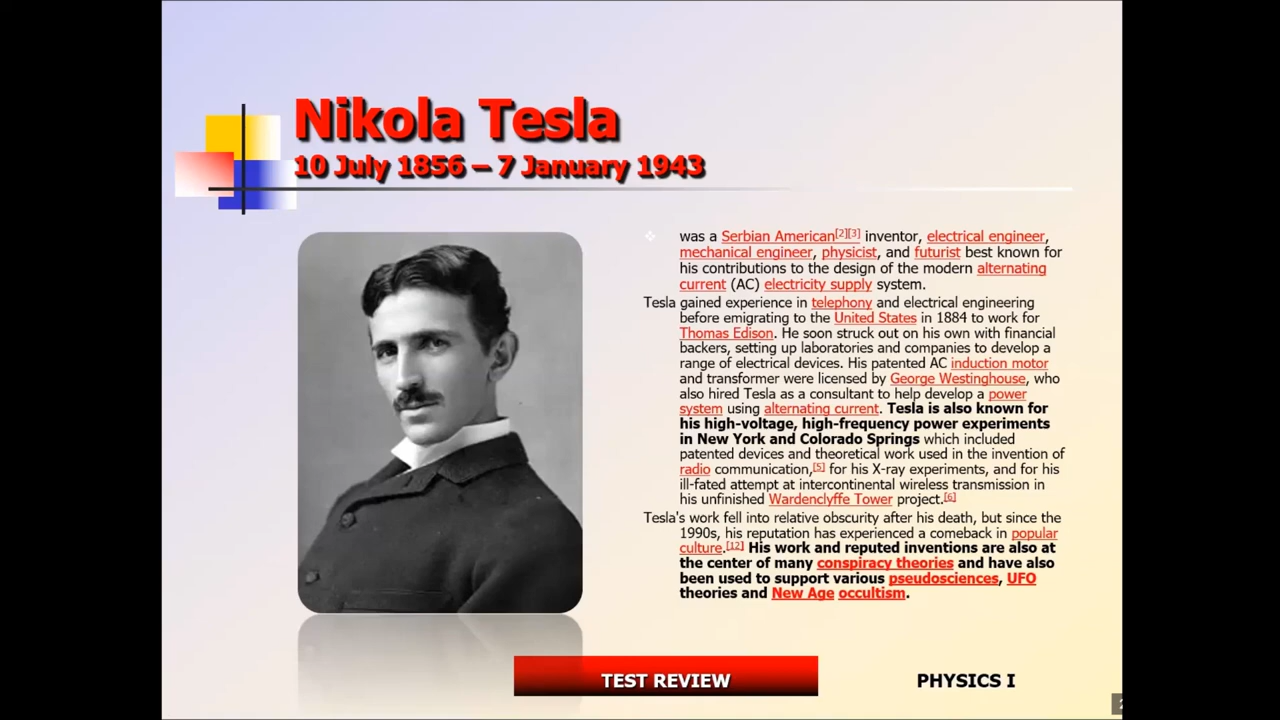 Nikola Tesla
10 July 1856 – 7 January 1943
was a Serbian American[2][3] inventor, electrical engineer,
mechanical engineer, physicist, and futurist best known for
his contributions to the design of the modern alternating
current (AC) electricity supply system.
Tesla gained experience in telephony and electrical engineering
before emigrating to the United States in 1884 to work for
Thomas Edison. He soon struck out on his own with financial
backers, setting up laboratories and companies to develop a
range of electrical devices. His patented AC induction motor
and transformer were licensed by George Westinghouse, who
also hired Tesla as a consultant to help develop a power
system using alternating current. Tesla is also known for
his high-voltage, high-frequency power experiments
in New York and Colorado Springs which included
patented devices and theoretical work used in the invention of
radio communication,[5] for his X-ray experiments, and for his
ill-fated attempt at intercontinental wireless transmission in
his unfinished Wardenclyffe Tower project.[6]
Tesla's work fell into relative obscurity after his death, but since the
1990s, his reputation has experienced a comeback in popular
culture.[12] His work and reputed inventions are also at
the center of many conspiracy theories and have also
been used to support various pseudosciences, UFO
theories and New Age occultism.
TEST REVIEW
PHYSICS I